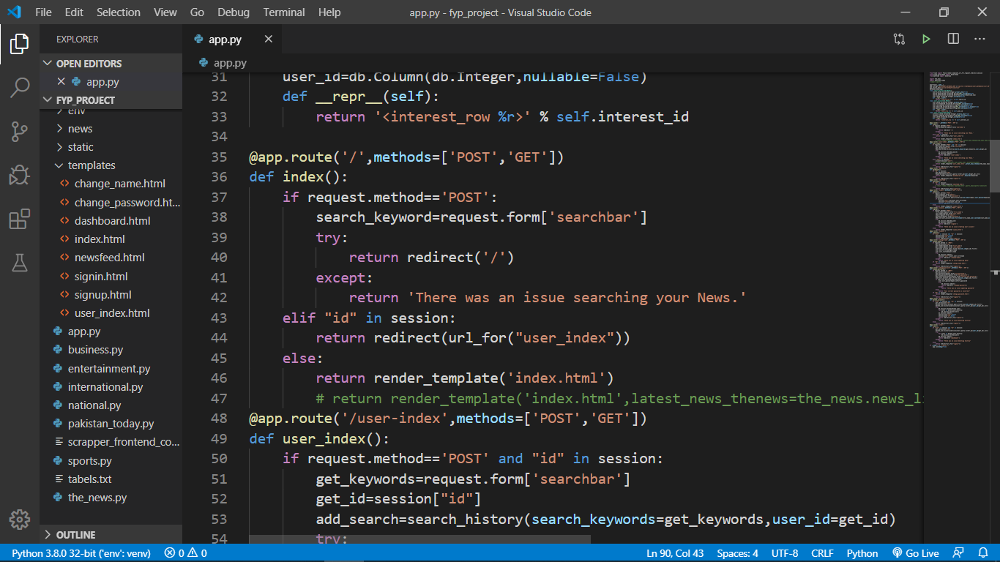 File Edit Selection View Go Debug Terminal Help
app.py - fyp_project - Visual Studio Code
EXPLORER
OPEN EDITORS
app.py
FYP_PROJECT
env
news
static
templates
change_name.html
change_password.ht...
dashboard.html
index.html
newsfeed.html
signin.html
signup.html
user_index.html
app.py
business.py
entertainment.py
international.py
national.py
pakistan_today.py
scrapper_frontend_co...
sports.py
tabels.txt
the_news.py
OUTLINE
app.py
app.py
31 user_id=db.Column(db.Integer,nullable=False)
32 def __repr__(self):
33 return '<interest_row %r>' % self.interest_id
34
35 @app.route('/',methods=['POST','GET'])
36 def index():
37 if request.method=='POST':
38 search_keyword=request.form['searchbar']
39 try:
40 return redirect('/')
41 except:
42 return 'There was an issue searching your News.'
43 elif "id" in session:
44 return redirect(url_for("user_index"))
45 else:
46 return render_template('index.html')
47 # return render_template('index.html',latest_news_thenews=the_news.news_li
48 @app.route('/user-index',methods=['POST','GET'])
49 def user_index():
50 if request.method=='POST' and "id" in session:
51 get_keywords=request.form['searchbar']
52 get_id=session["id"]
53 add_search=search_history(search_keywords=get_keywords,user_id=get_id)
54 try:
Python 3.8.0 32-bit ('env': venv) 0 0 Ln 90, Col 43 Spaces: 4 UTF-8 CRLF Python Go Live